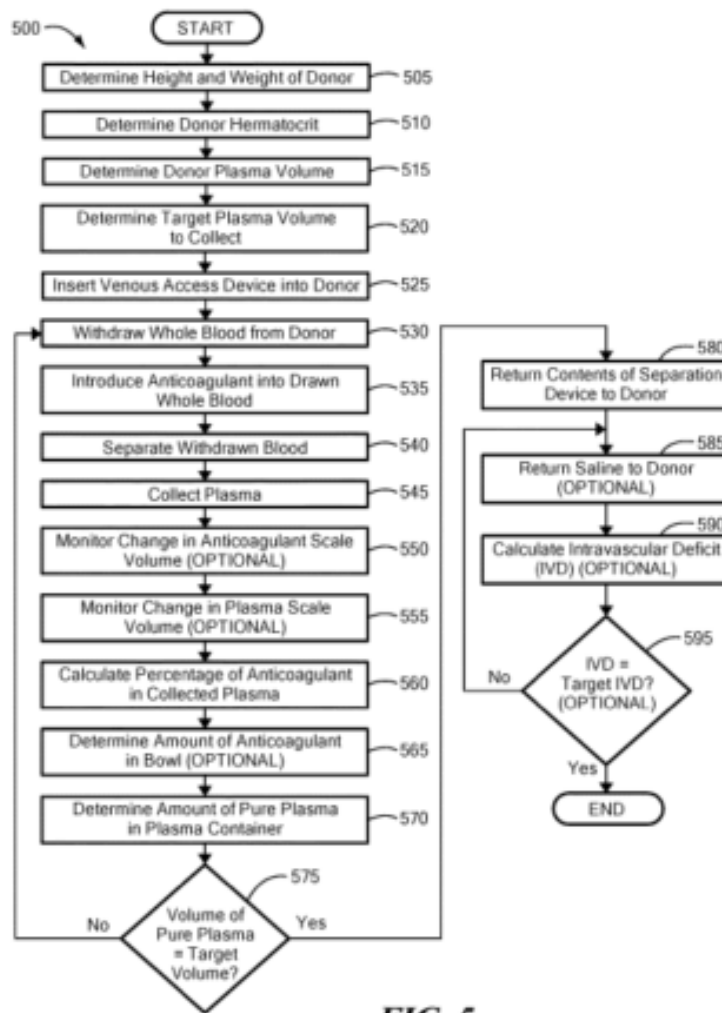 500
START
Determine Height and Weight of Donor
505
Determine Donor Hermatocrit
510
Determine Donor Plasma Volume
515
Determine Target Plasma Volume
to Collect
520
Insert Venous Access Device into Donor
525
Withdraw Whole Blood from Donor
530
Introduce Anticoagulant into Drawn
Whole Blood
535
Separate Withdrawn Blood
540
Collect Plasma
545
Monitor Change in Anticoagulant Scale
Volume (OPTIONAL)
550
Monitor Change in Plasma Scale
Volume (OPTIONAL)
555
Calculate Percentage of Anticoagulant
in Collected Plasma
560
Determine Amount of Anticoagulant
in Bowl (OPTIONAL)
565
Determine Amount of Pure Plasma
in Plasma Container
570
575
No
Volume of
Pure Plasma
= Target
Volume?
Yes
580
Return Contents of Separation
Device to Donor
585
Return Saline to Donor
(OPTIONAL)
590
Calculate Intravascular Deficit
(IVD) (OPTIONAL)
595
No
IVD =
Target IVD?
(OPTIONAL)
Yes
END
FIG. 5